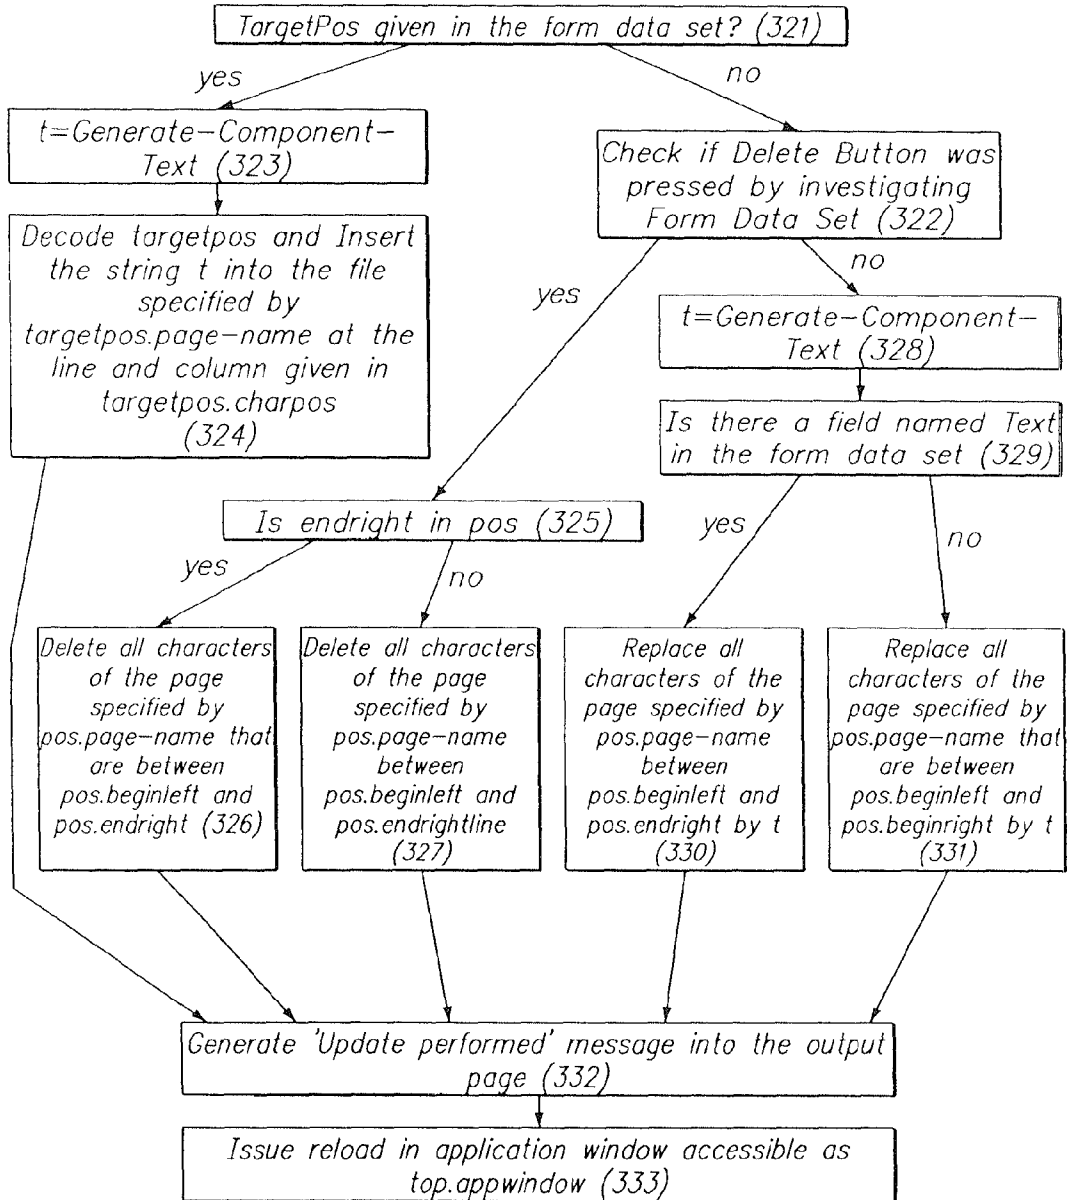 TargetPos given in the form data set? (321)
yes
no
t=Generate-Component-
Text (323)
Check if Delete Button was
pressed by investigating
Form Data Set (322)
Decode targetpos and Insert
the string t into the file
specified by
targetpos.page-name at the
line and column given in
targetpos.charpos
(324)
yes
no
t=Generate-Component-
Text (328)
Is there a field named Text
in the form data set (329)
Is endright in pos (325)
yes
no
yes
no
Delete all characters
of the page
specified by
pos.page-name that
are between
pos.beginleft and
pos.endright (326)
Delete all characters
of the page
specified by
pos.page-name
between
pos.beginleft and
pos.endrightline
(327)
Replace all
characters of the
page specified by
pos.page-name
between
pos.beginleft and
pos.endright by t
(330)
Replace all
characters of the
page specified by
pos.page-name that
are between
pos.beginleft and
pos.beginright by t
(331)
Generate 'Update performed' message into the output
page (332)
Issue reload in application window accessible as
top.appwindow (333)